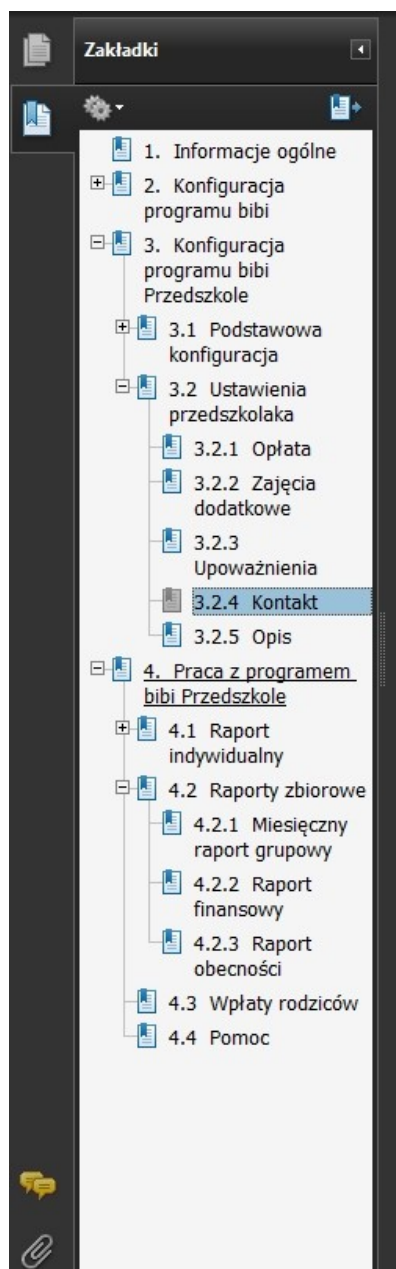 Zakładki
1. Informacje ogólne
2. Konfiguracja
programu bibi
3. Konfiguracja
programu bibi
Przedszkole
3.1 Podstawowa
konfiguracja
3.2 Ustawienia
przedszkolaka
3.2.1 Opłata
3.2.2 Zajęcia
dodatkowe
3.2.3
Upoważnienia
3.2.4 Kontakt
3.2.5 Opis
4. Praca z programem
bibi Przedszkole
4.1 Raport
indywidualny
4.2 Raporty zbiorowe
4.2.1 Miesięczny
raport grupowy
4.2.2 Raport
finansowy
4.2.3 Raport
obecności
4.3 Wpłaty rodziców
4.4 Pomoc